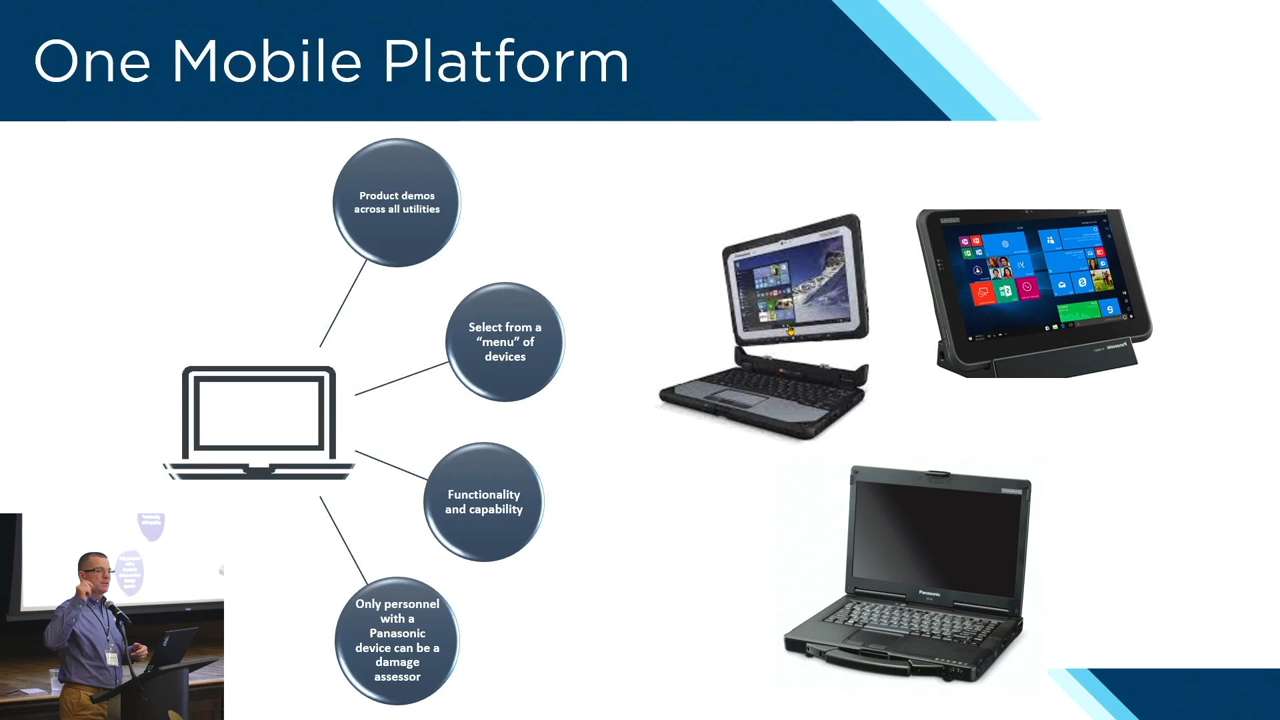 One Mobile Platform
Product demos
across all utilities
Select from a
“menu” of
devices
Functionality
and capability
Only personnel
with a
Panasonic
device can be a
damage
assessor
Panasonic